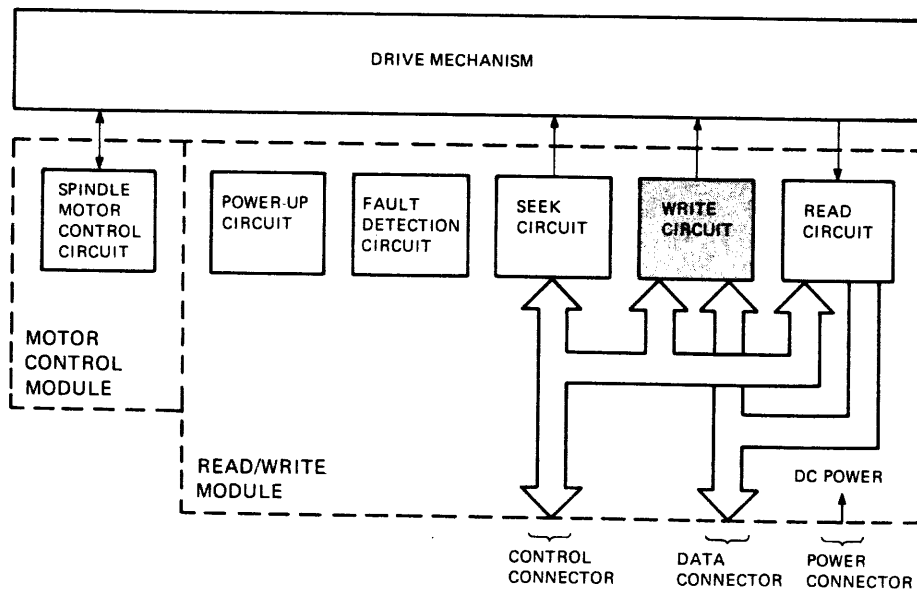 DRIVE MECHANISM
SPINDLE
MOTOR
CONTROL
CIRCUIT
POWER-UP
CIRCUIT
FAULT
DETECTION
CIRCUIT
SEEK
CIRCUIT
WRITE
CIRCUIT
READ
CIRCUIT
MOTOR
CONTROL
MODULE
READ/WRITE
MODULE
DC POWER
CONTROL
CONNECTOR
DATA
CONNECTOR
POWER
CONNECTOR